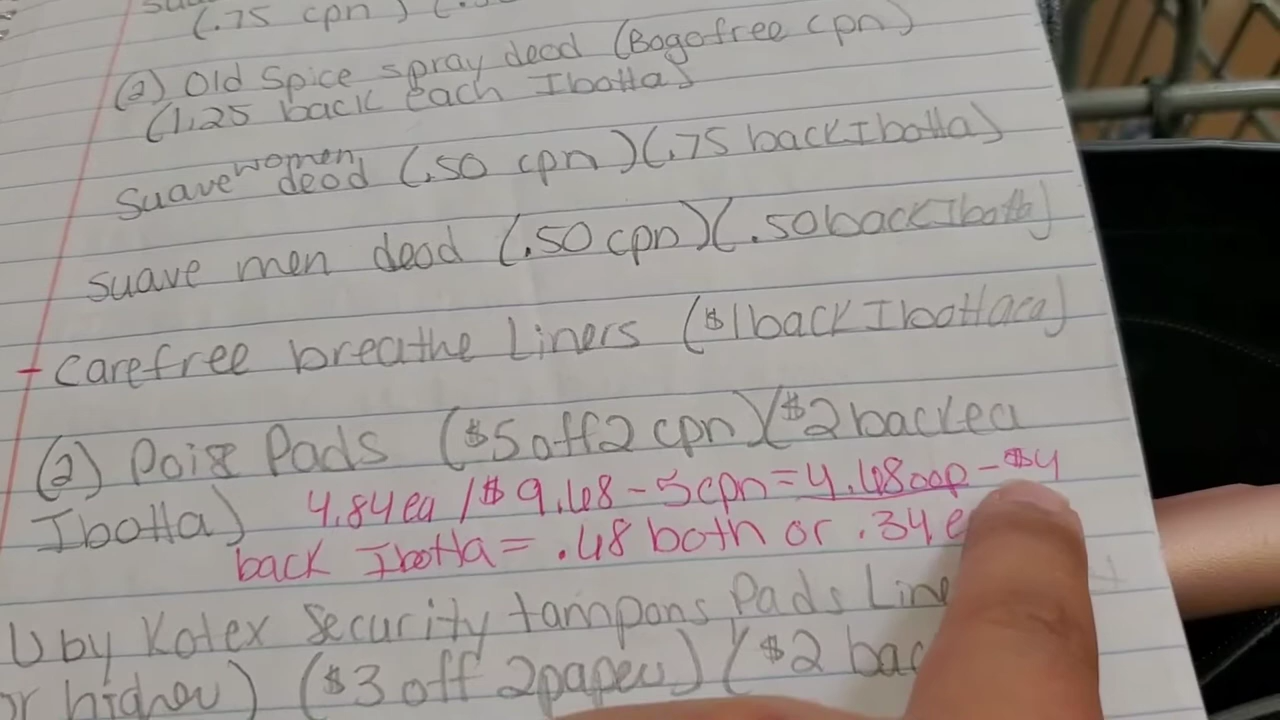 (.75 cpn)
(2) Old Spice spray deod (Bogofree cpn)
(1.25 back each Ibotta)
suave women deod (.50 cpn)(.75 back Ibotta)
suave men deod (.50 cpn)(.50 back Ibotta)
+ carefree breathe Liners ($1 back Ibotta ea)
(2) Poise Pads ($5 off 2 cpn)($2 back ea
Ibotta) 4.84 ea / $9.68 - 5 cpn = 4.68 oop - $4
back Ibotta = .68 both or .34 e
U by Kotex Security tampons Pads Line
or higher) ($3 off 2 paper) ($2 bac